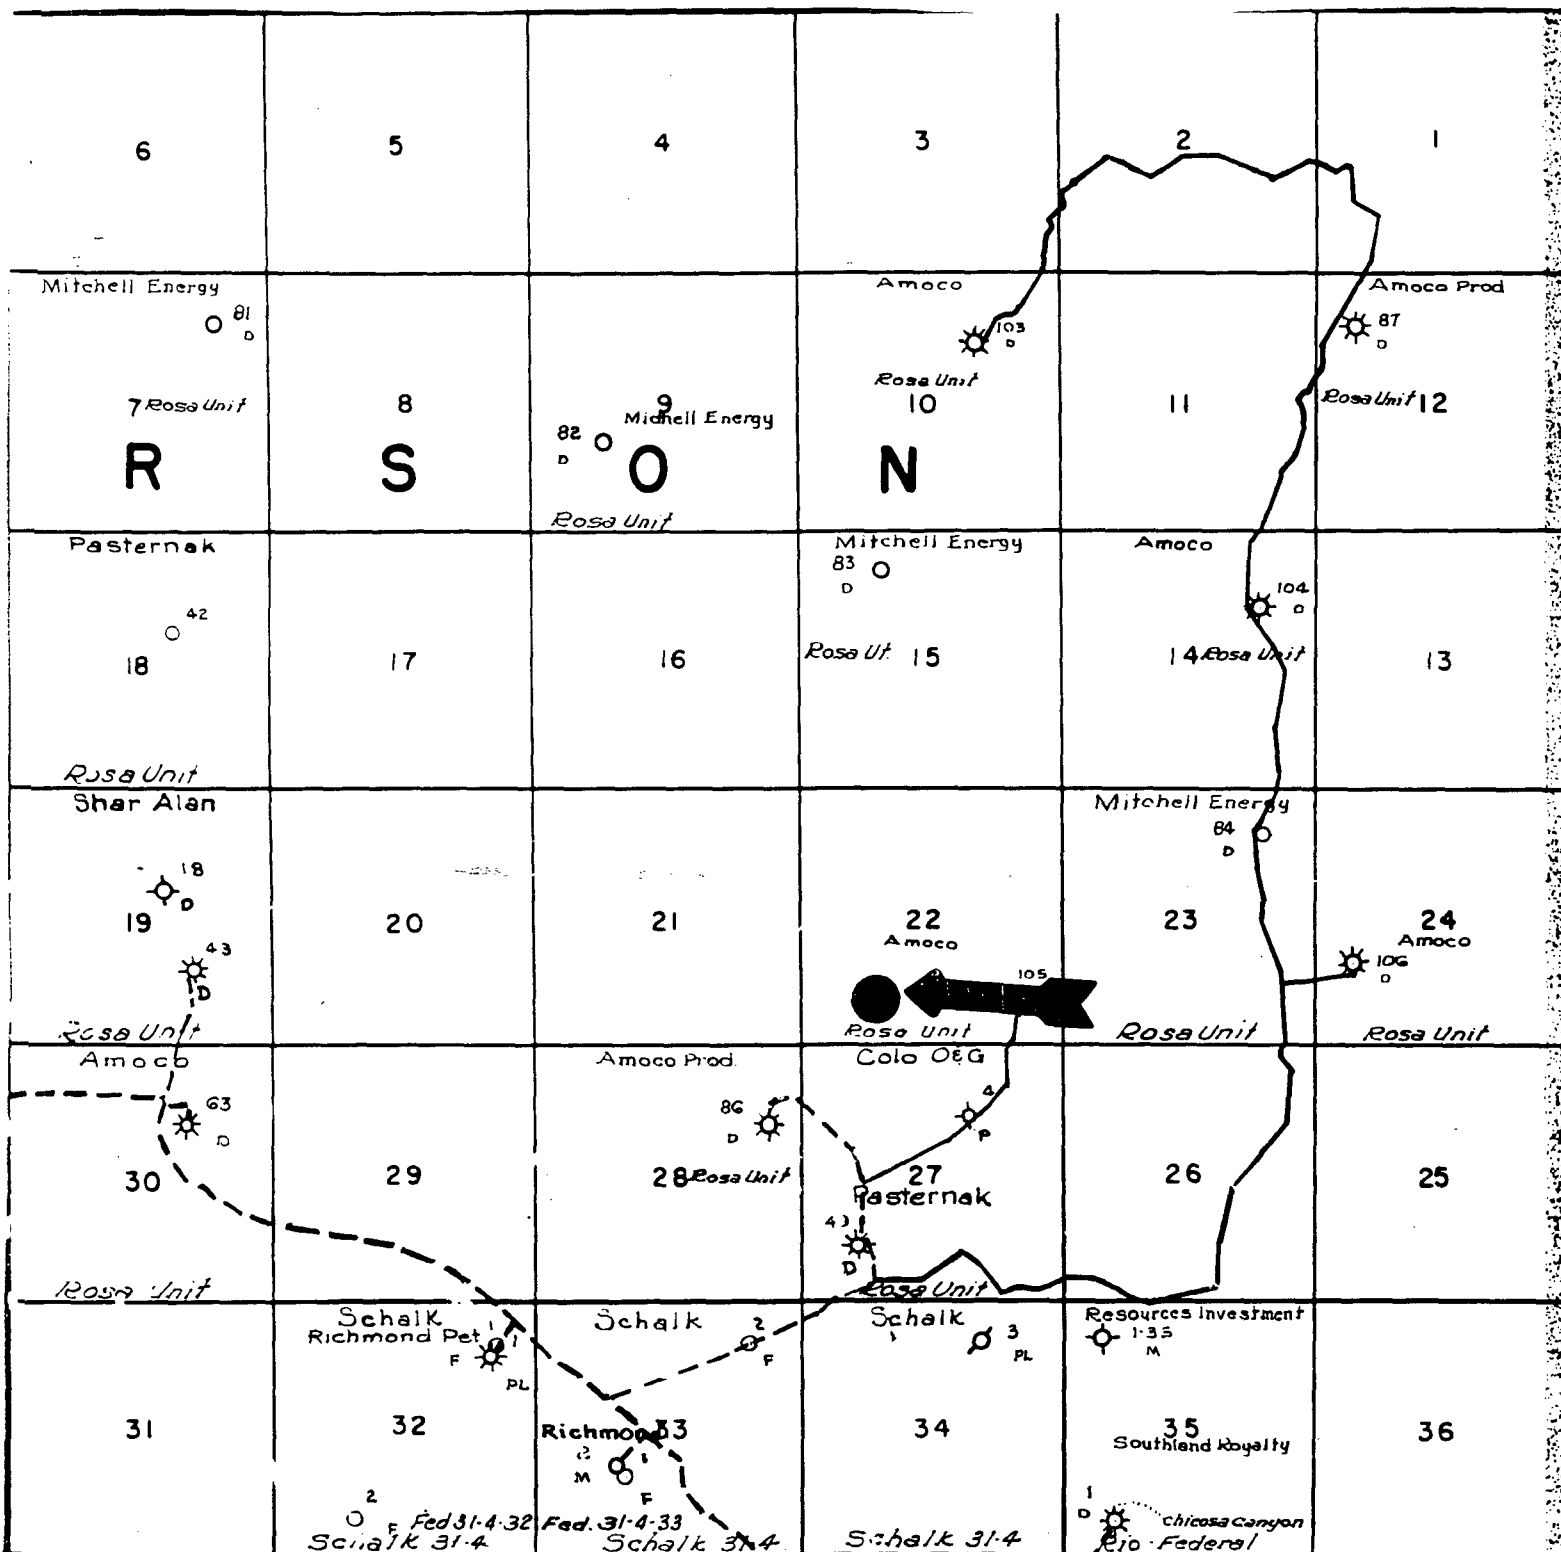 6 5 4 3 2 1
Mitchell Energy Amoco Amoco Prod
81 D 103 D 87 D
Rosa Unit
7 Rosa Unit 8 9 10 11 Rosa Unit 12
82 D Midhell Energy
R S O N
Rosa Unit
Pasternak Mitchell Energy Amoco
83 D
42 104 D
18 17 16 Rosa Ut. 15 14 Rosa Unit 13
Rosa Unit
Shar Alan Mitchell Energy
84 D
18 D
19 20 21 22 23 24
Amoco Amoco
43 D 105 106 D
Rosa Unit Rosa Unit Rosa Unit Rosa Unit
Amoco Amoco Prod. Colo O&G
63 D 86 D 4 P
30 29 28 Rosa Unit 27 26 25
Pasternak
D
Rosa Unit Rosa Unit
Schalk Schalk Schalk Resources Investment
Richmond Pet 1 2 3 1-35
F PL F PL M
31 32 33 34 35 36
Richmond Southland Royalty
M F
2 F Fed 31-4-32 Fed. 31-4-33 1 D chicosa canyon
Schalk 31.4 Schalk 31.4 Schalk 31.4 Rio Federal